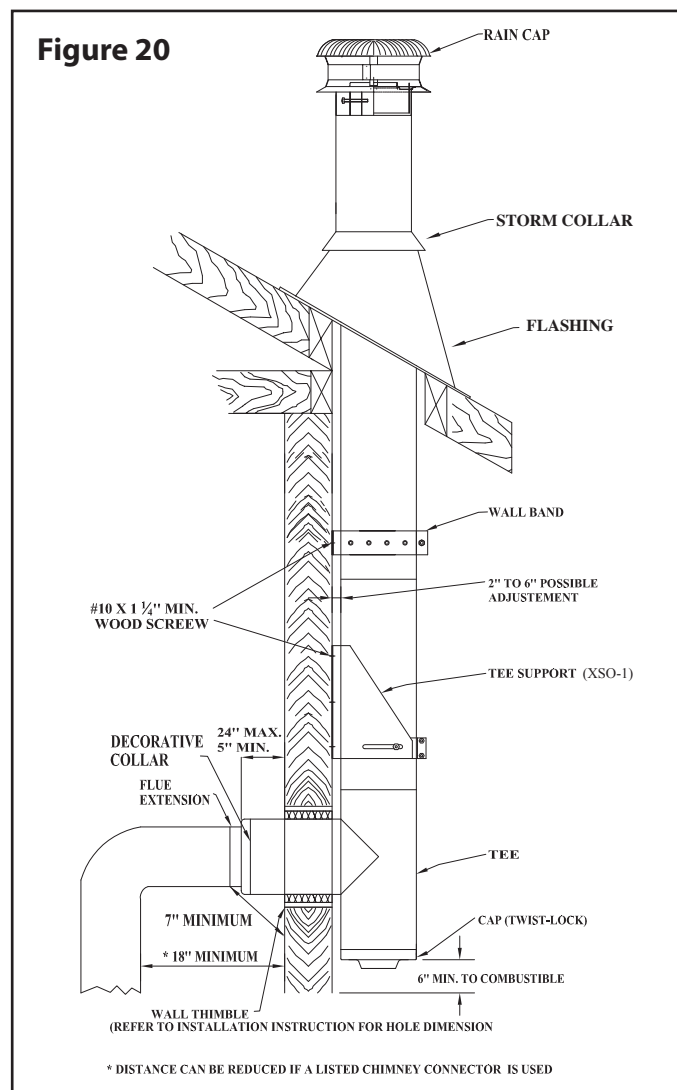 Figure 20
RAIN CAP
STORM COLLAR
FLASHING
WALL BAND
2" TO 6" POSSIBLE
ADJUSTEMENT
#10 X 1 ¼" MIN.
WOOD SCREEW
TEE SUPPORT (XSO-1)
24" MAX.
5" MIN.
DECORATIVE
COLLAR
FLUE
EXTENSION
TEE
7" MINIMUM
CAP (TWIST-LOCK)
* 18" MINIMUM
6" MIN. TO COMBUSTIBLE
WALL THIMBLE
(REFER TO INSTALLATION INSTRUCTION FOR HOLE DIMENSION
* DISTANCE CAN BE REDUCED IF A LISTED CHIMNEY CONNECTOR IS USED